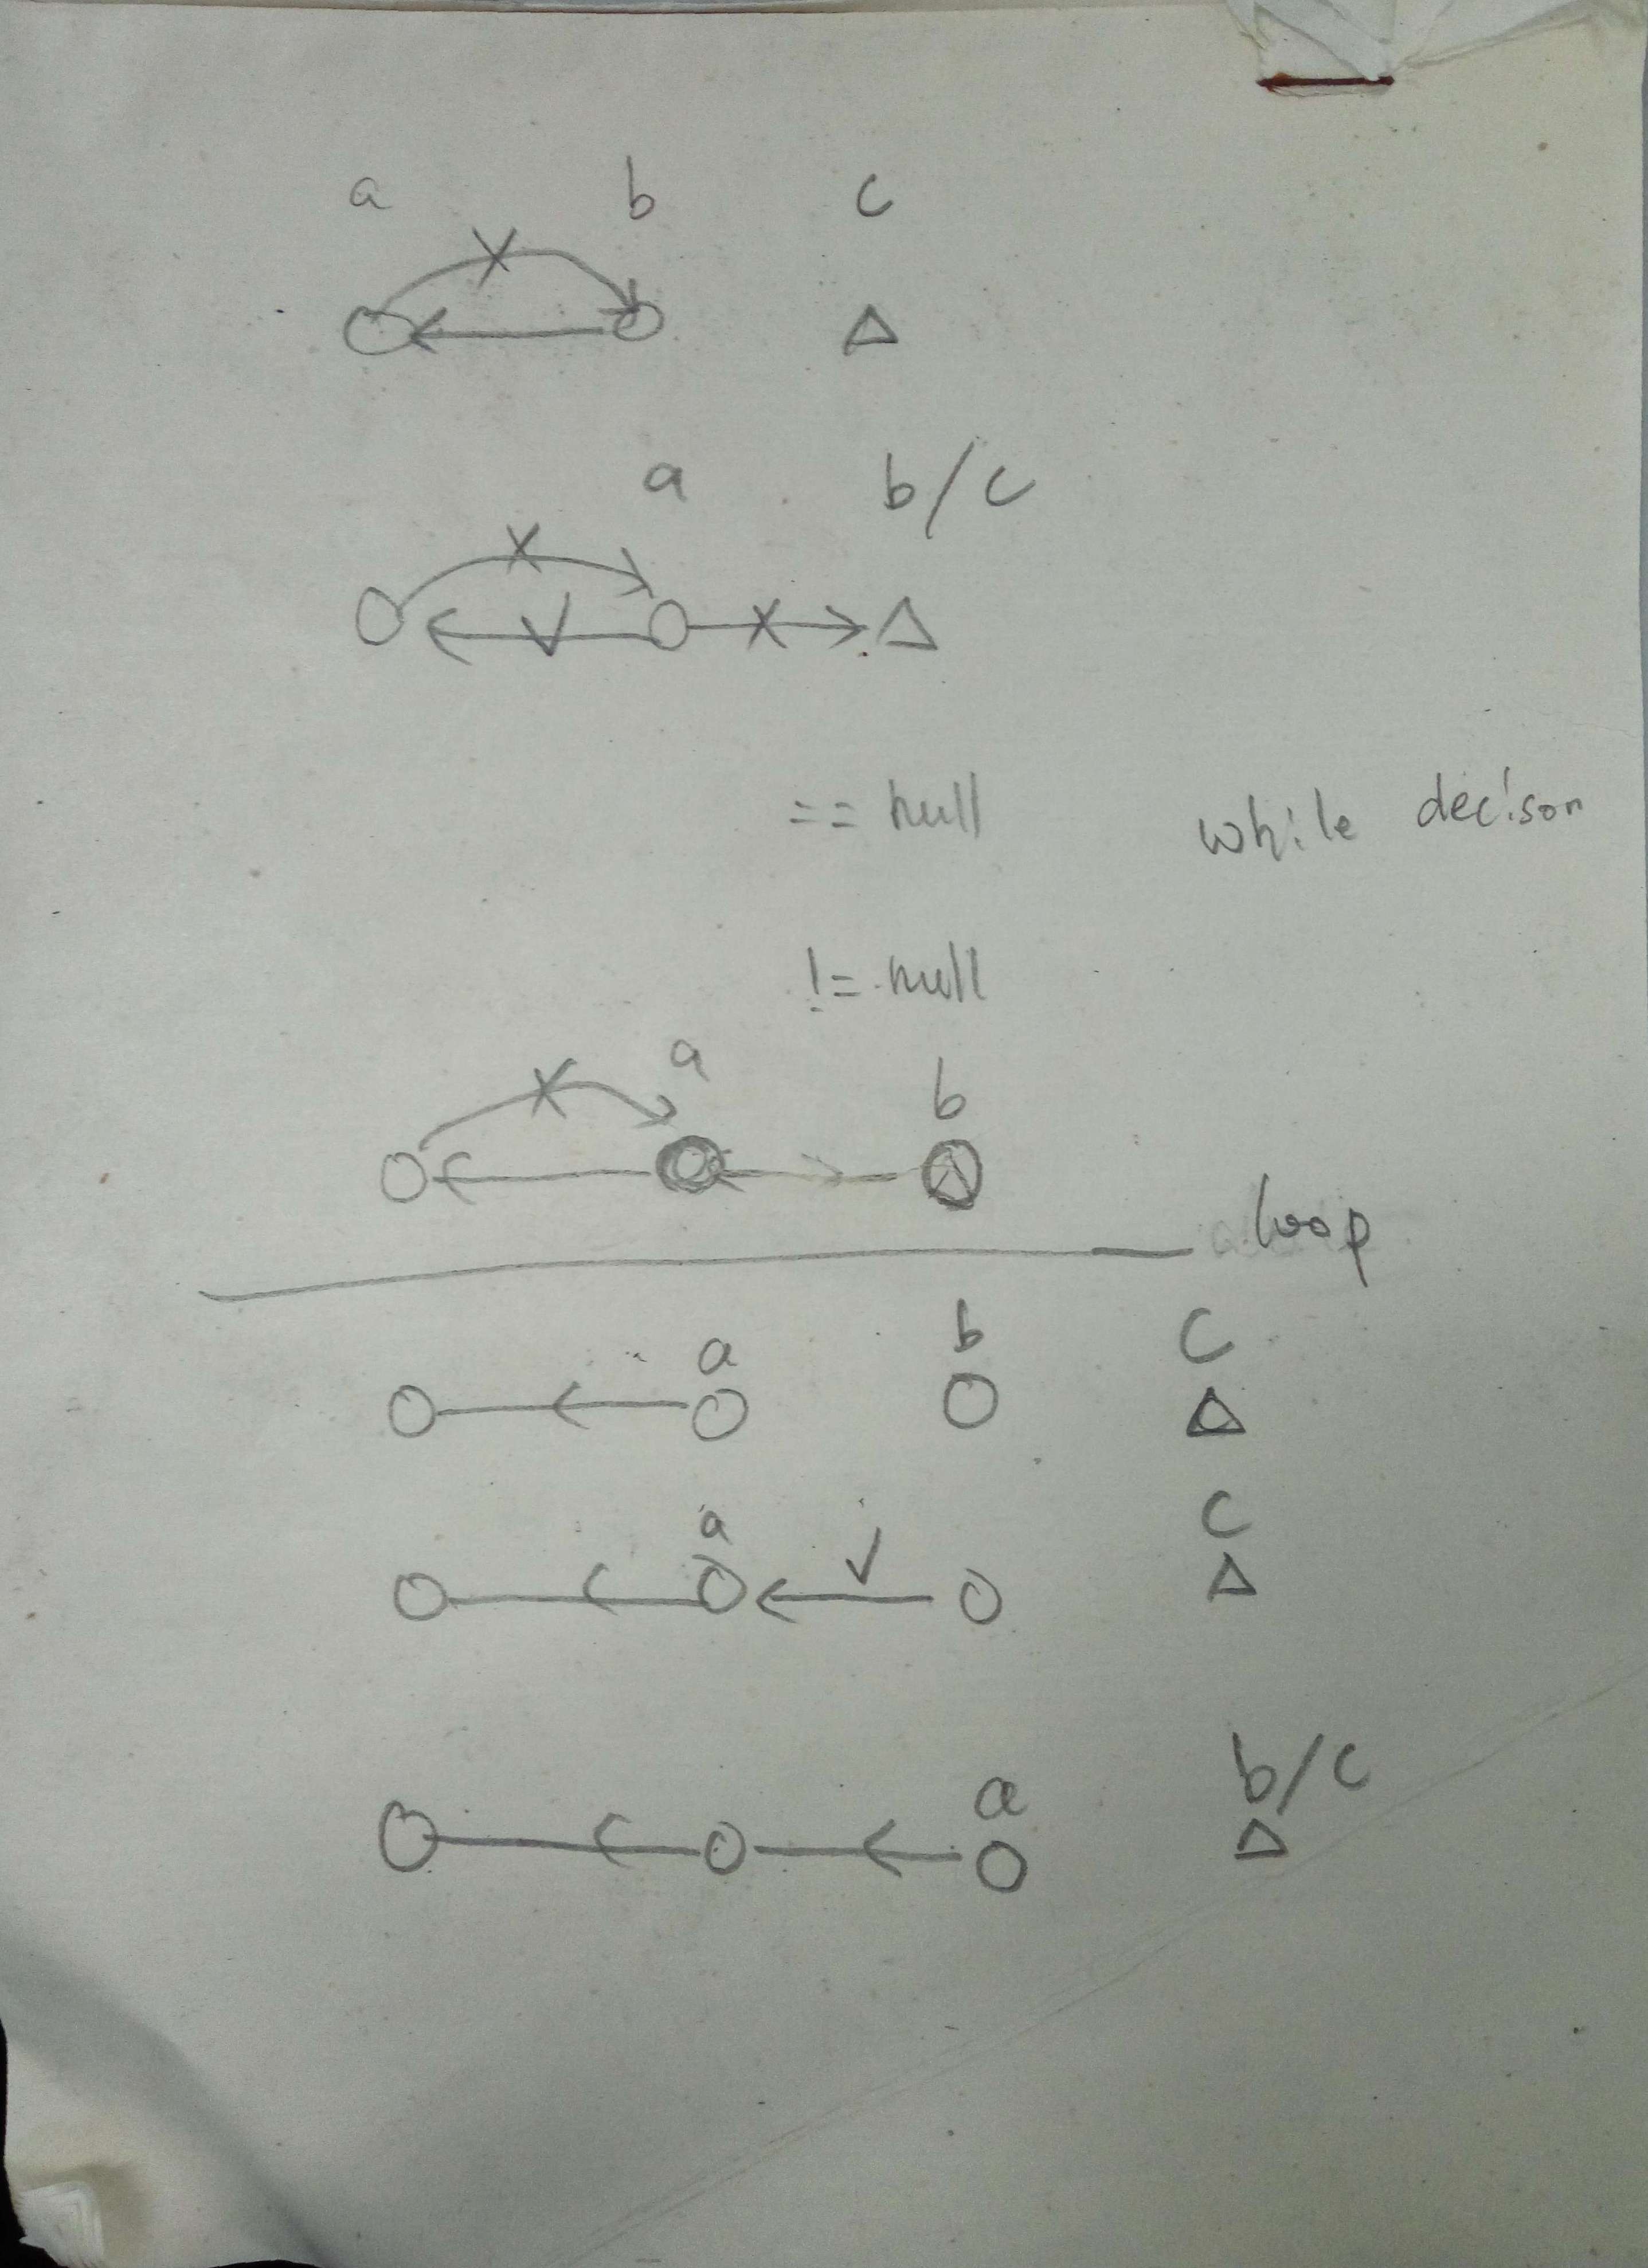 a b c
a b/c
== null while decison
!= null
a b
loop
a b c
a c
a b/c